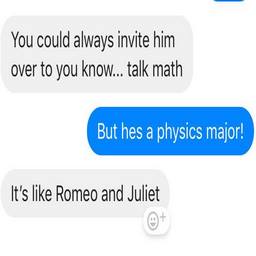 You could always invite him
over to you know... talk math
But hes a physics major!
It's like Romeo and Juliet